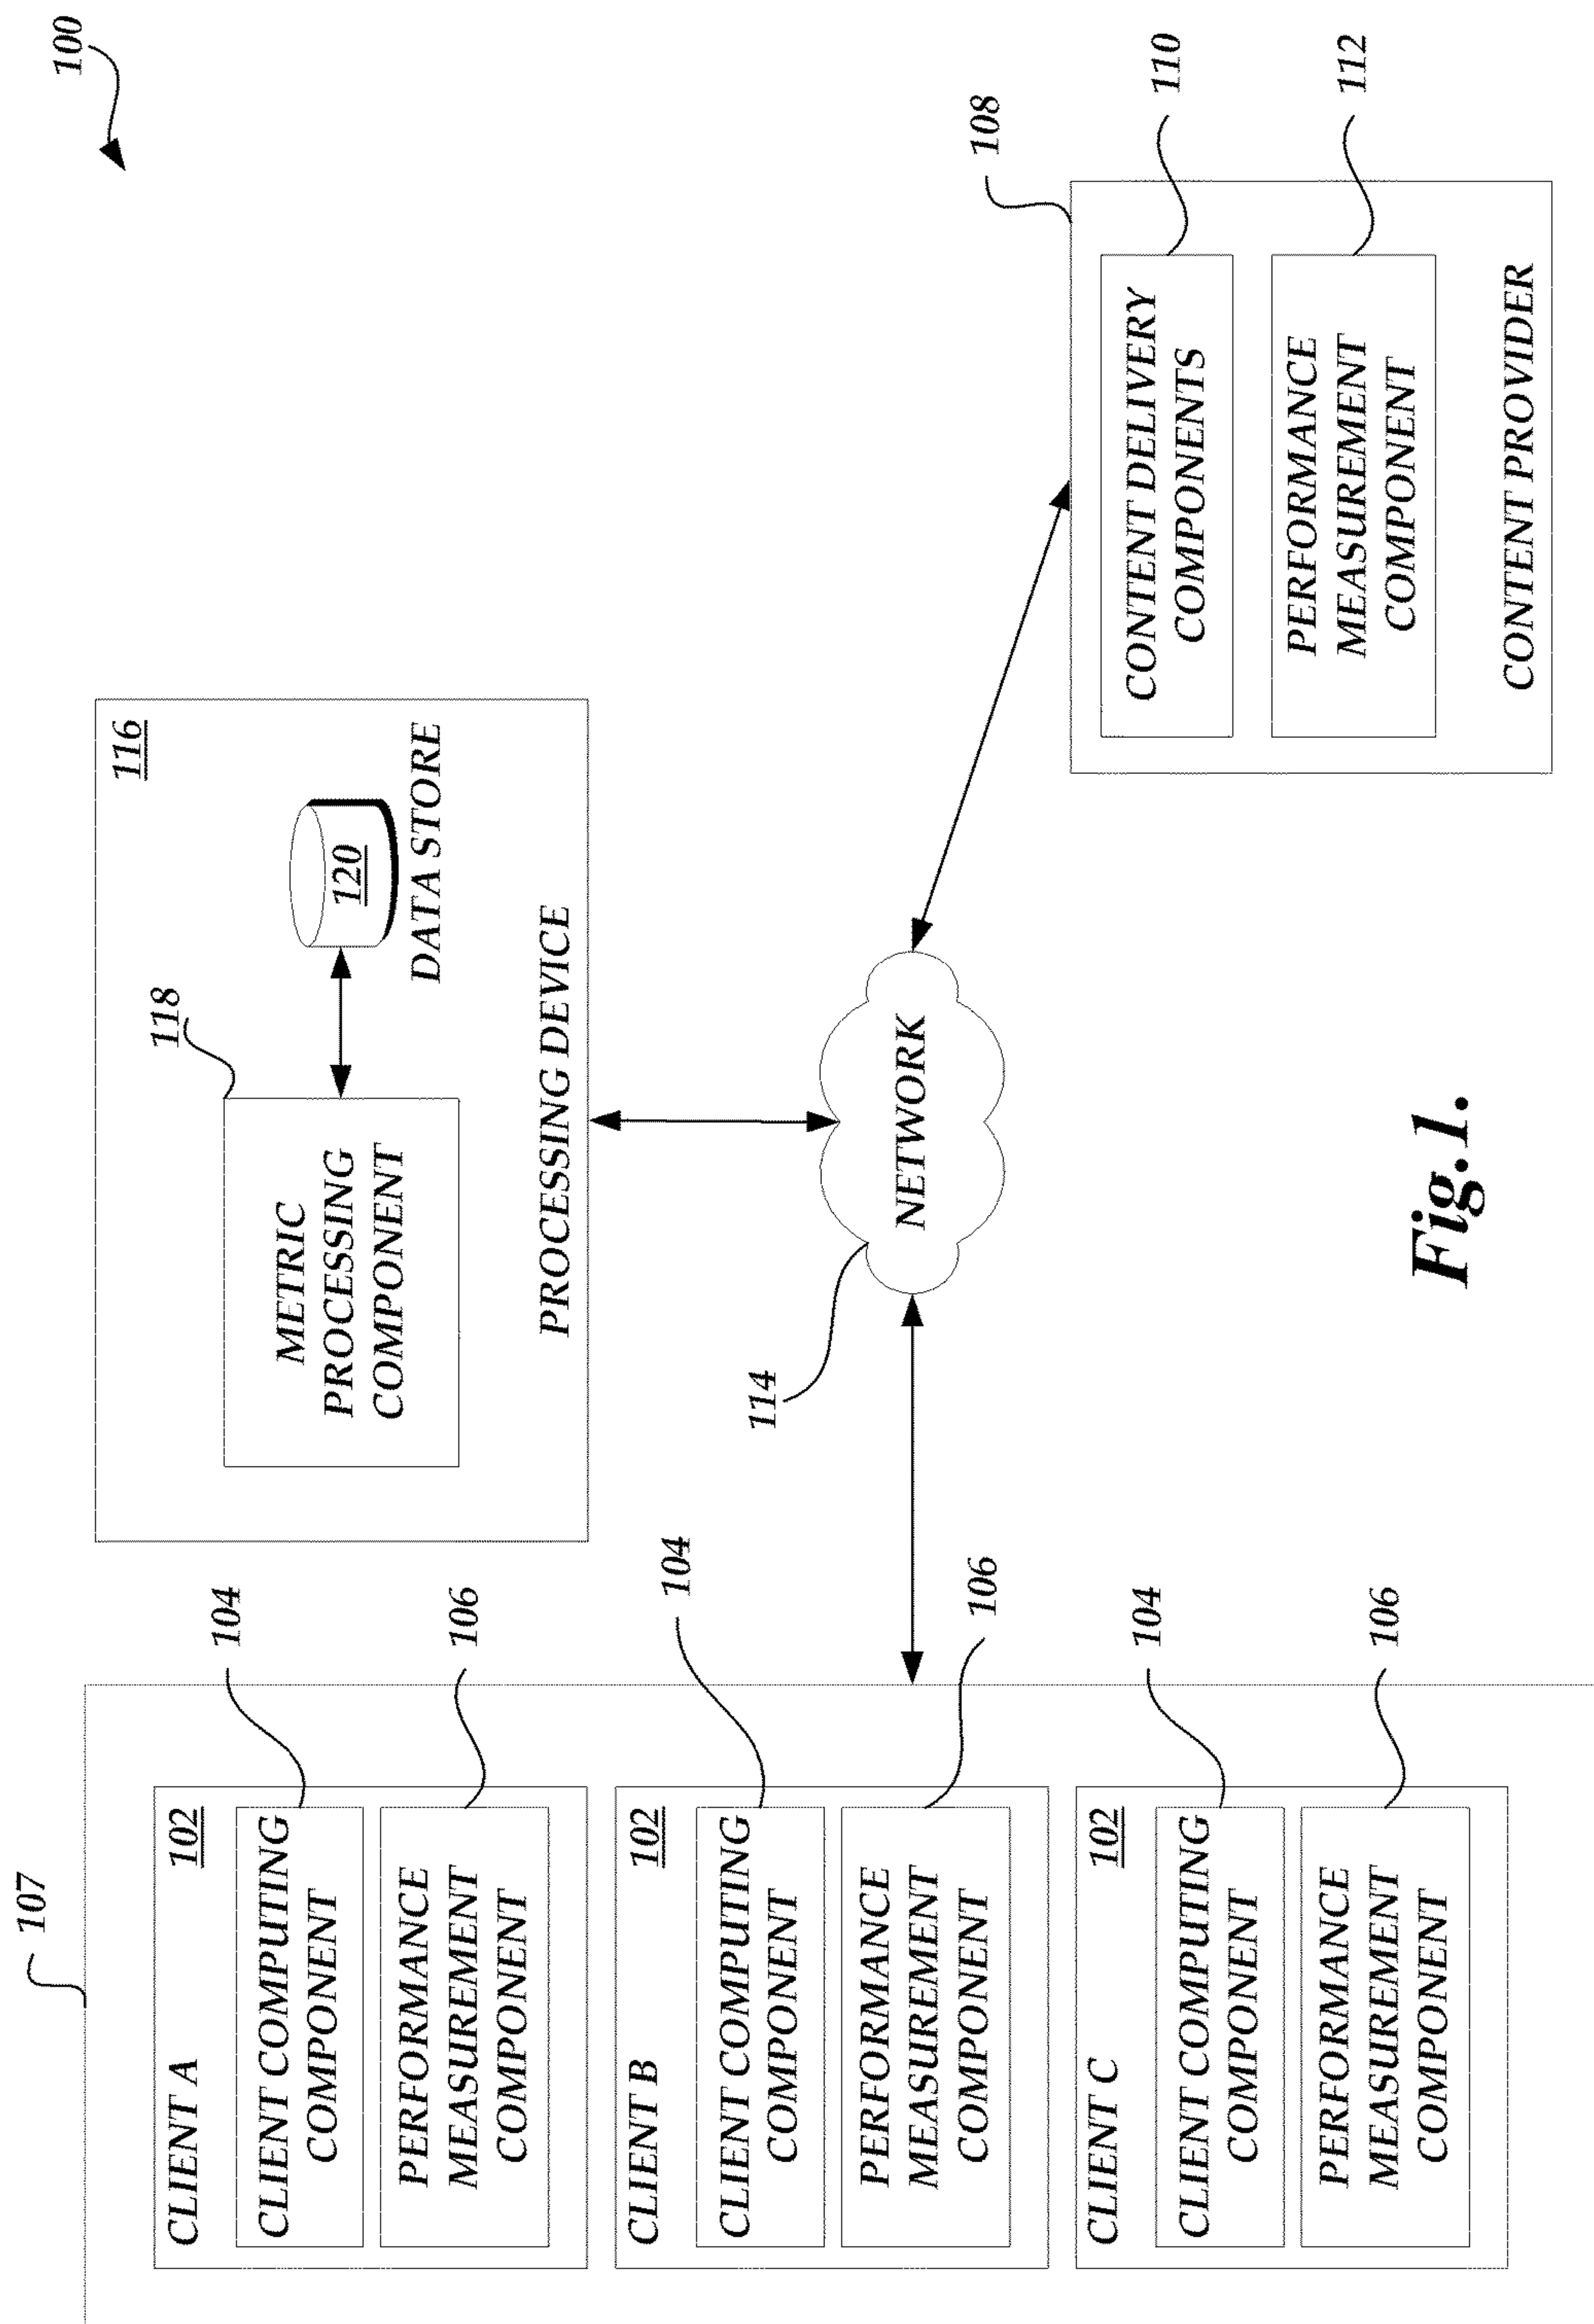 100
107
CLIENT A
102
CLIENT COMPUTING
COMPONENT
104
PERFORMANCE
MEASUREMENT
COMPONENT
106
CLIENT B
102
CLIENT COMPUTING
COMPONENT
104
PERFORMANCE
MEASUREMENT
COMPONENT
106
CLIENT C
102
CLIENT COMPUTING
COMPONENT
104
PERFORMANCE
MEASUREMENT
COMPONENT
106
116
118
METRIC
PROCESSING
COMPONENT
120
DATA STORE
PROCESSING DEVICE
114
NETWORK
108
CONTENT DELIVERY
COMPONENTS
110
PERFORMANCE
MEASUREMENT
COMPONENT
112
CONTENT PROVIDER
Fig.1.